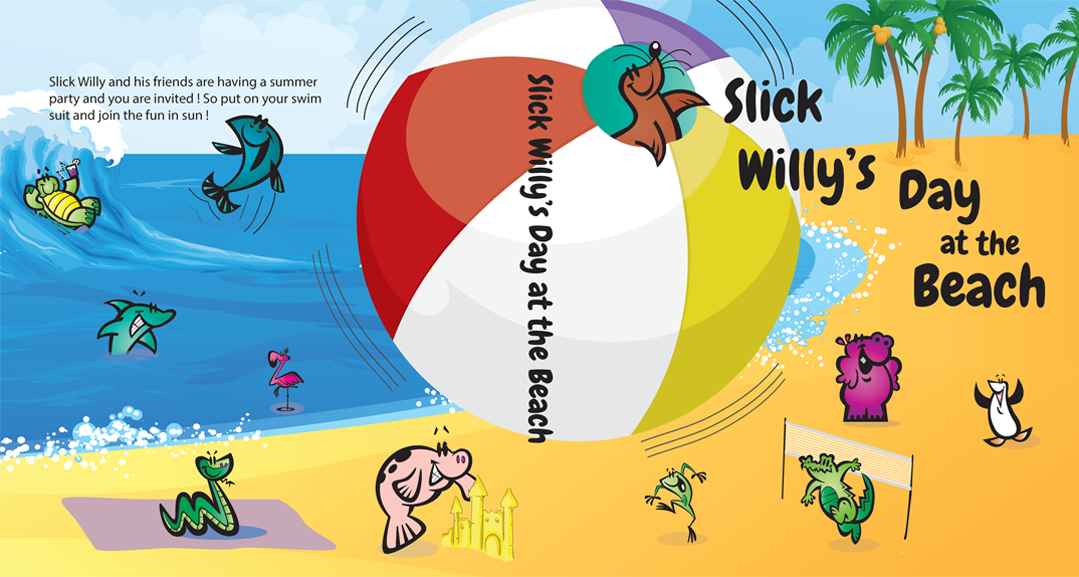 Slick Willy and his friends are having a summer
party and you are invited ! So put on your swim
suit and join the fun in sun !
Slick Willy's Day at the Beach
Slick
Willy's
Day
at the
Beach